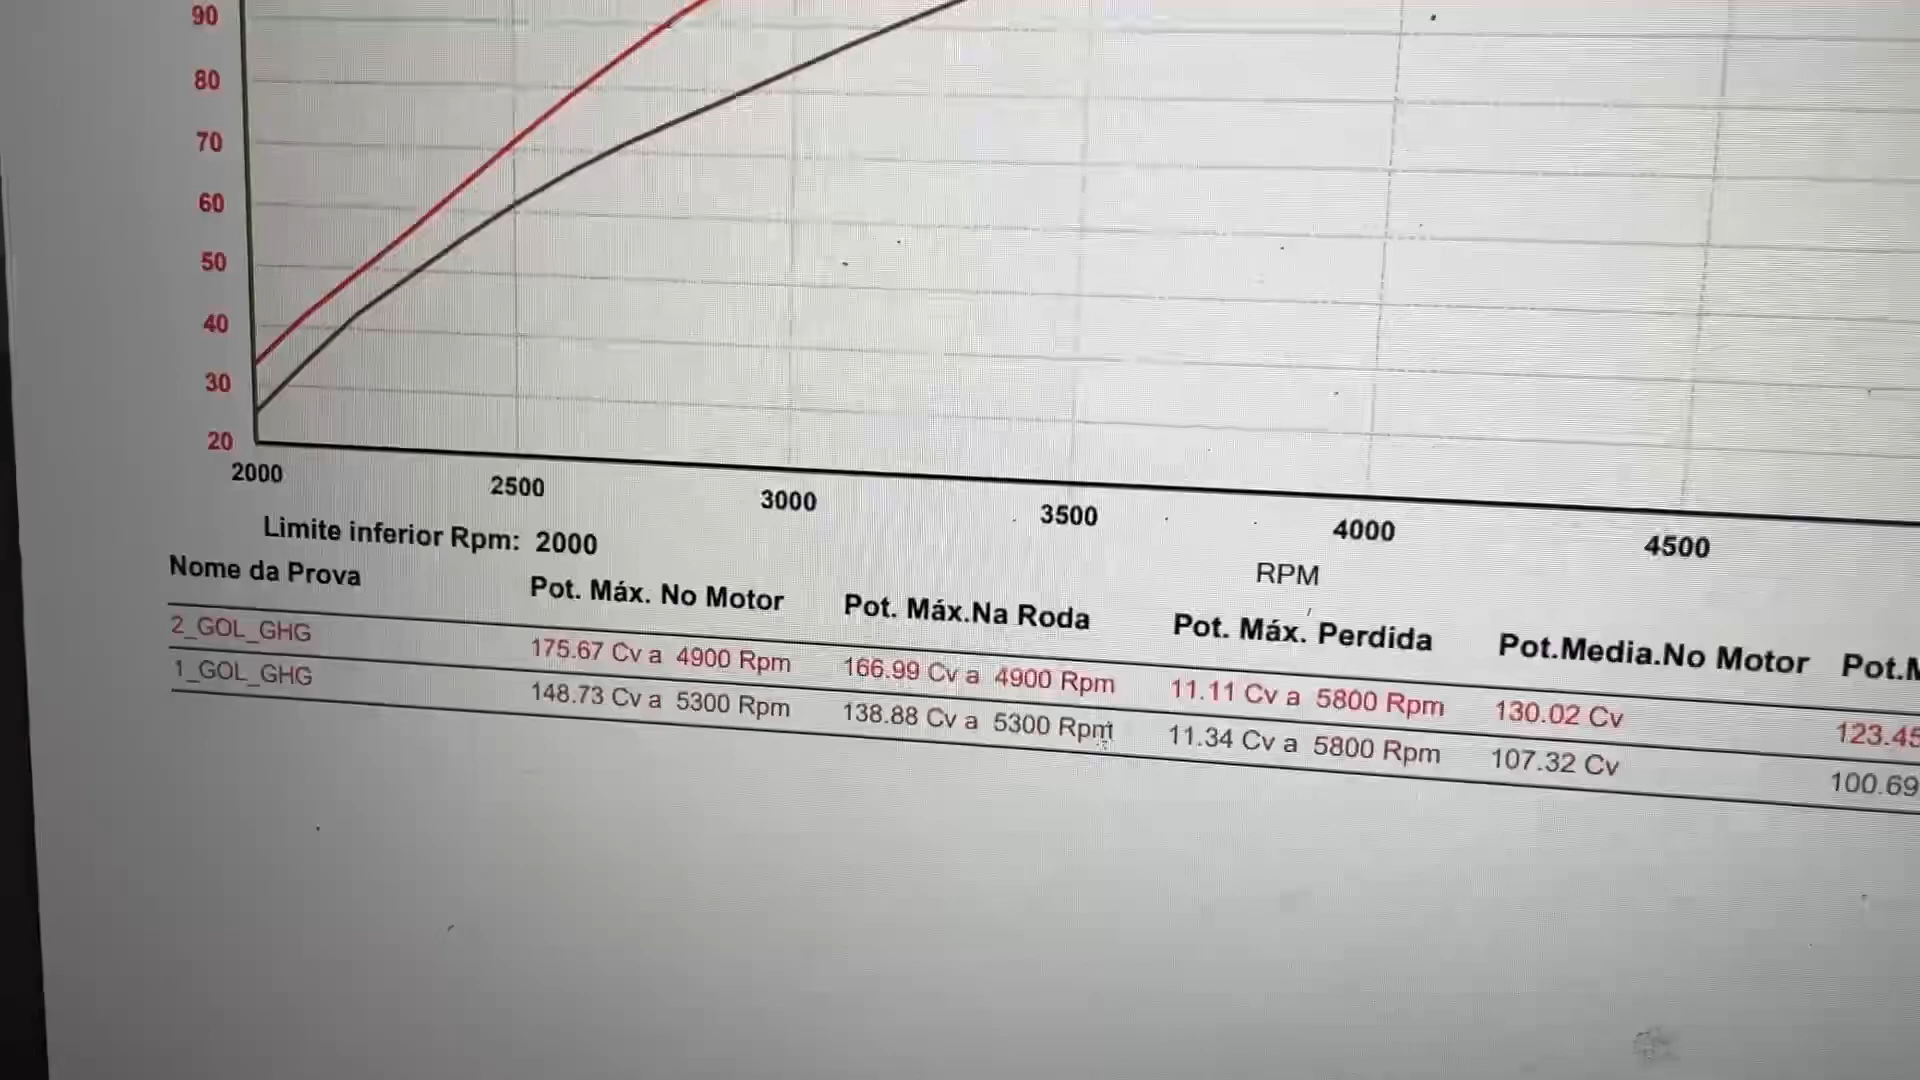 90
80
70
60
50
40
30
20
2000 2500 3000 3500 4000 4500
Limite inferior Rpm: 2000
RPM
Nome da Prova Pot. Máx. No Motor Pot. Máx.Na Roda Pot. Máx. Perdida Pot.Media.No Motor
2_GOL_GHG 175.67 Cv a 4900 Rpm 166.99 Cv a 4900 Rpm 11.11 Cv a 5800 Rpm 130.02 Cv 123.45
1_GOL_GHG 148.73 Cv a 5300 Rpm 138.88 Cv a 5300 Rpm 11.34 Cv a 5800 Rpm 107.32 Cv 100.69